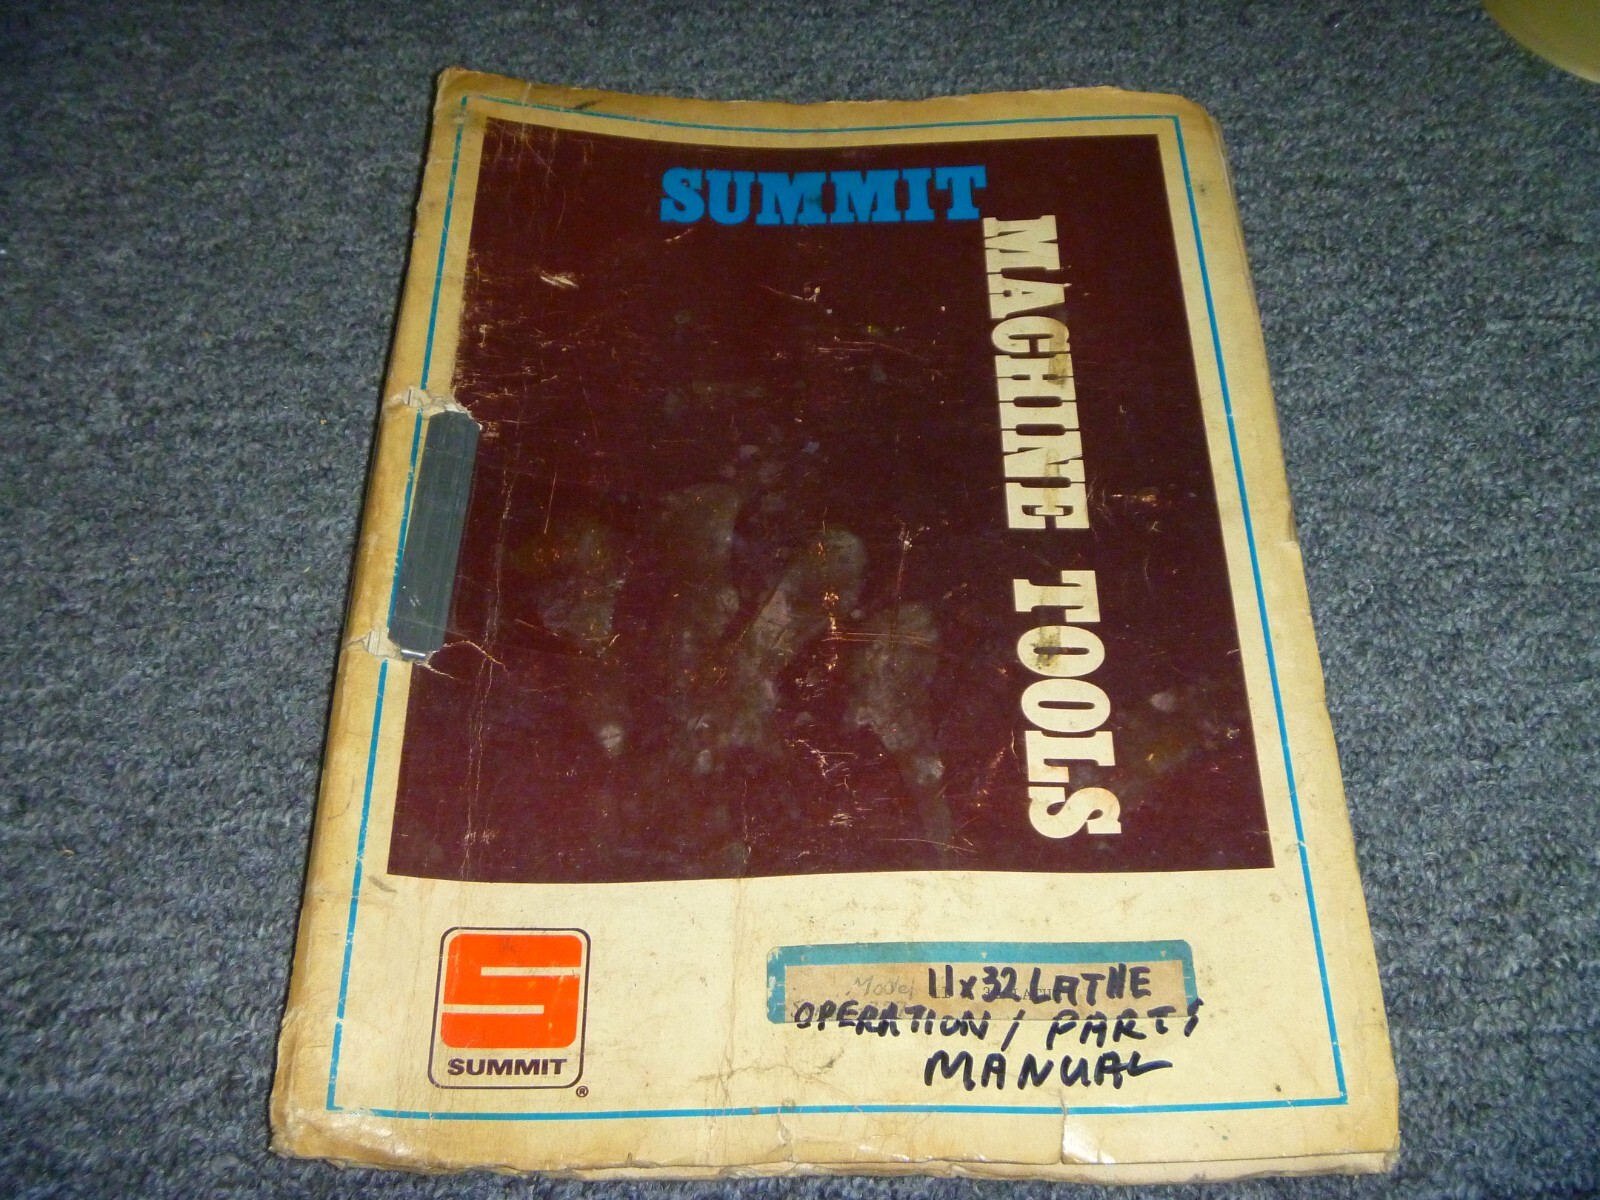 SUMMIT
MACHINE TOOLS
SUMMIT
®
Model
11x32 LATHE
OPERATION / PARTS
MANUAL